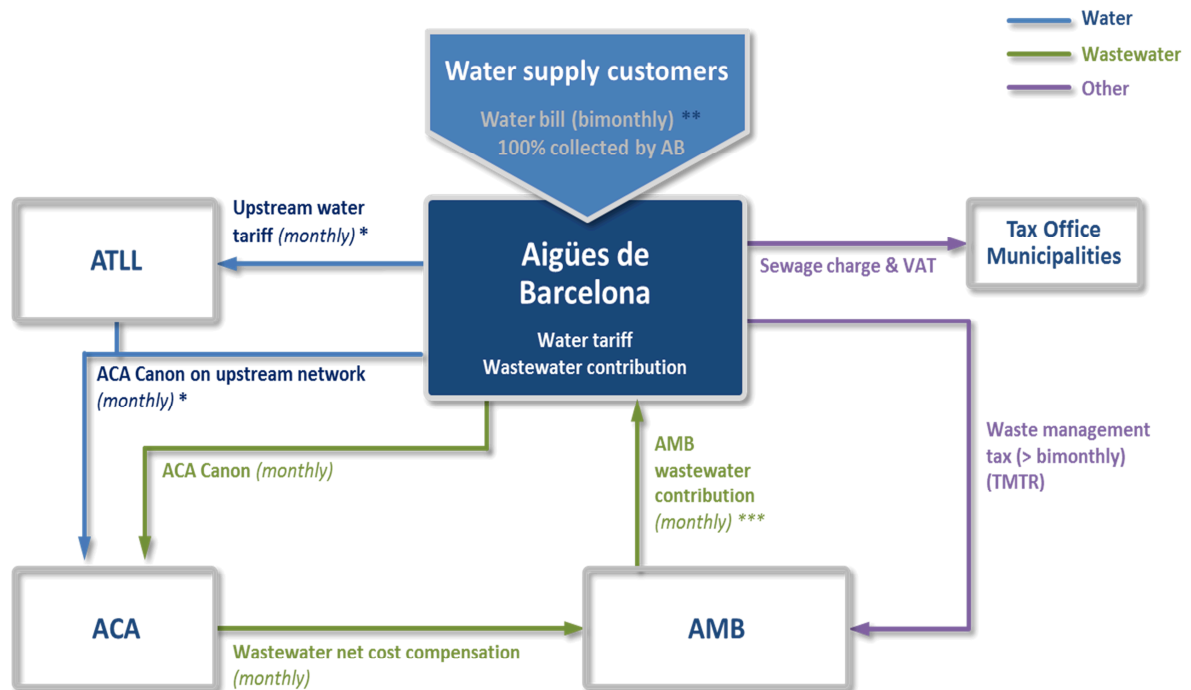 Water
Wastewater
Other
Water supply customers
Water bill (bimonthly) **
100% collected by AB
Upstream water
tariff (monthly) *
ATLL
Aigües de
Barcelona
Water tariff
Wastewater contribution
Tax Office
Municipalities
Sewage charge & VAT
ACA Canon on upstream network
(monthly) *
ACA Canon (monthly)
AMB
wastewater
contribution
(monthly) ***
Waste management
tax (> bimonthly)
(TMTR)
ACA
AMB
Wastewater net cost compensation
(monthly)